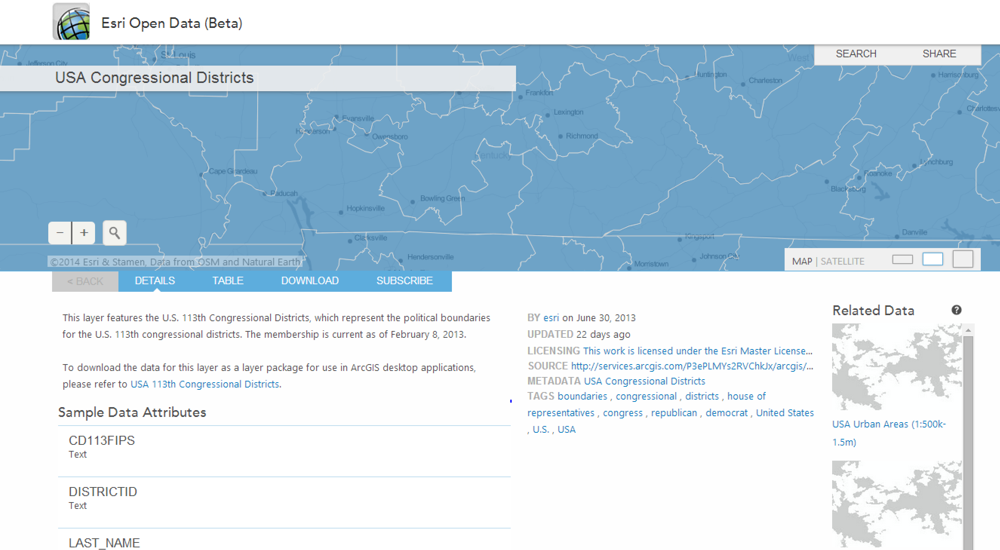 Esri Open Data (Beta)
SEARCH SHARE
St. Louis
Jefferson City
West V
USA Congressional Districts
Huntington
Charleston
Harrisonburg
Frankfort
Charlottesv
Lexington
Evansville
Henderson
Owensboro
Richmond
Kentucky
Lynchburg
Cape Girardeau
Roanoke
Blacksburg
Paducah
Bowling Green
Hopkinsville
Danville
Clarksville
Kingsport
Hendersonville
Johnson City
Morristown
− +
©2014 Esri & Stamen, Data from OSM and Natural Earth
MAP | SATELLITE
< BACK DETAILS TABLE DOWNLOAD SUBSCRIBE
This layer features the U.S. 113th Congressional Districts, which represent the political boundaries
for the U.S. 113th congressional districts. The membership is current as of February 8, 2013.
To download the data for this layer as a layer package for use in ArcGIS desktop applications,
please refer to USA 113th Congressional Districts.
Sample Data Attributes
CD113FIPS
Text
DISTRICTID
Text
LAST_NAME
BY esri on June 30, 2013
UPDATED 22 days ago
LICENSING This work is licensed under the Esri Master License...
SOURCE http://services.arcgis.com/P3ePLMYs2RVChkJx/arcgis/...
METADATA USA Congressional Districts
TAGS boundaries , congressional , districts , house of
representatives , congress , republican , democrat , United States
, U.S. , USA
Related Data ?
USA Urban Areas (1:500k-
1.5m)